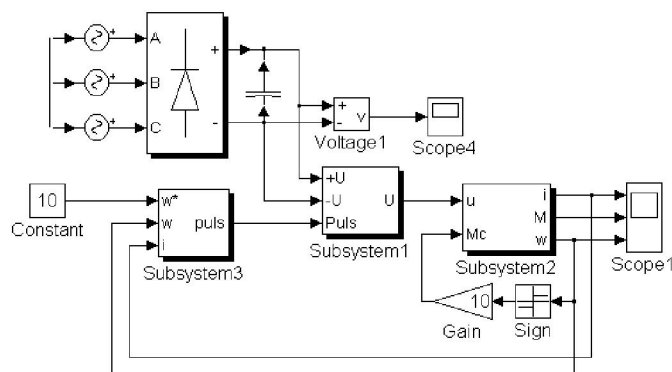 A
B
C
+
-
+
-
v
Voltage1
Scope4
10
Constant
w*
w
i
puls
Subsystem3
+U
-U
Puls
U
Subsystem1
u
Mc
i
M
w
Subsystem2
Scope1
10
Gain
Sign